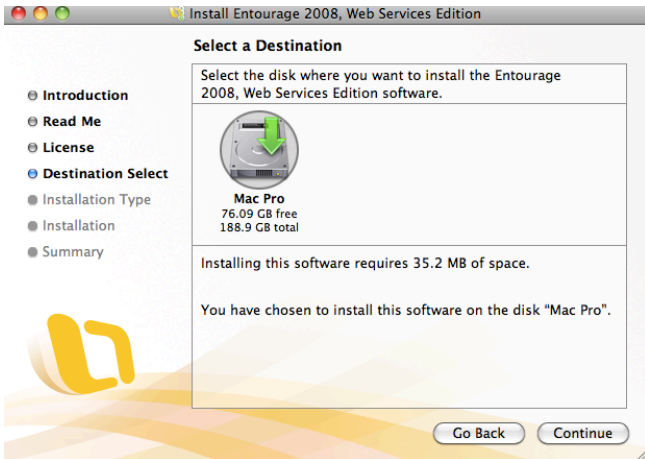 Install Entourage 2008, Web Services Edition
Select a Destination
Introduction
Read Me
License
Destination Select
Installation Type
Installation
Summary
Select the disk where you want to install the Entourage
2008, Web Services Edition software.
Mac Pro
76.09 GB free
188.9 GB total
Installing this software requires 35.2 MB of space.
You have chosen to install this software on the disk “Mac Pro”.
Go Back
Continue